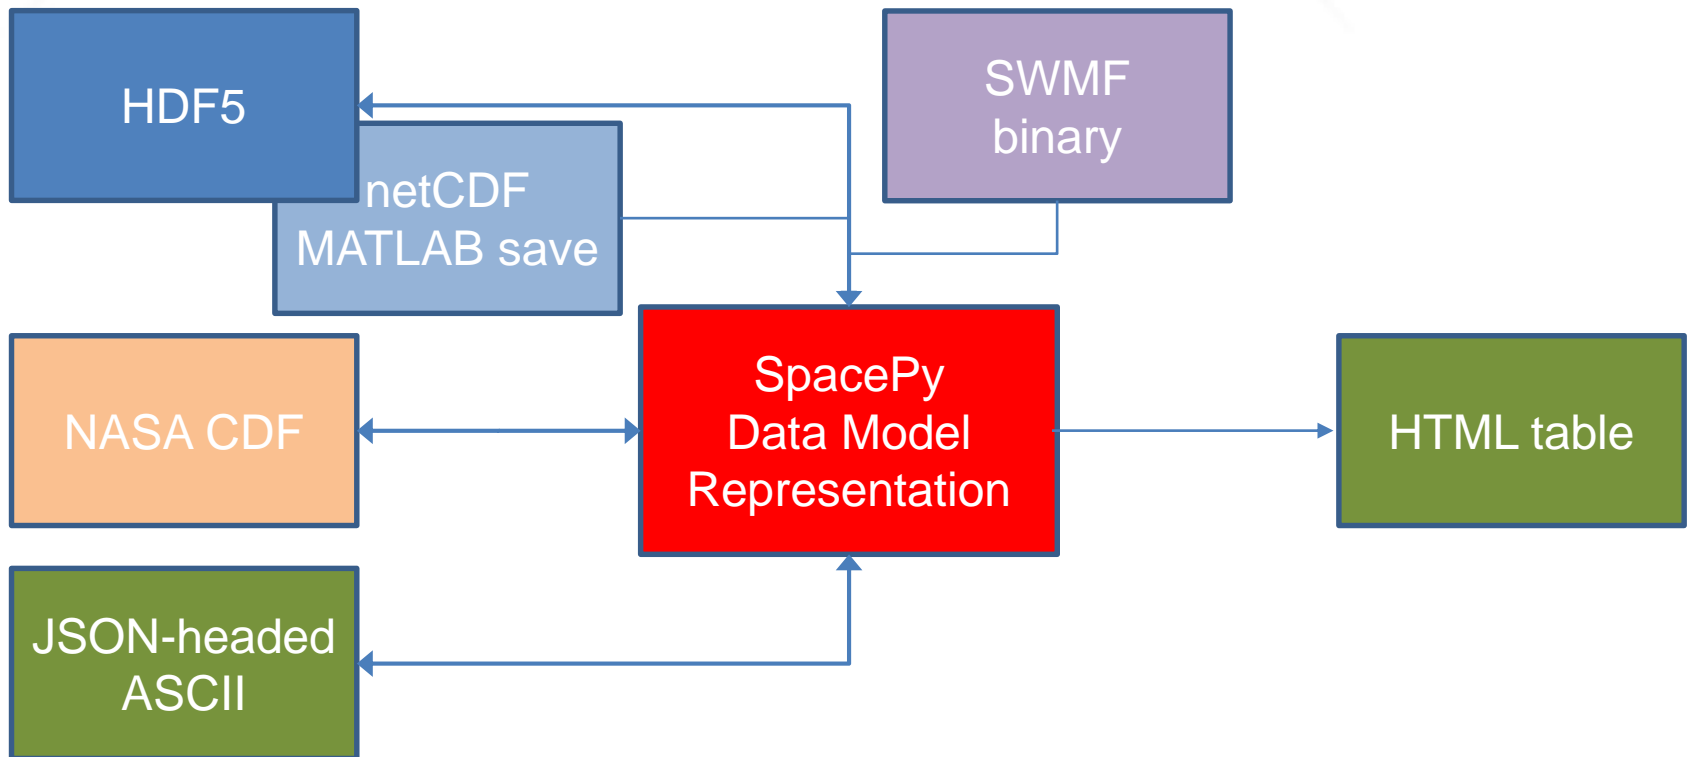 HDF5
SWMF
binary
netCDF
MATLAB save
NASA CDF
SpacePy
Data Model
Representation
HTML table
JSON-headed
ASCII